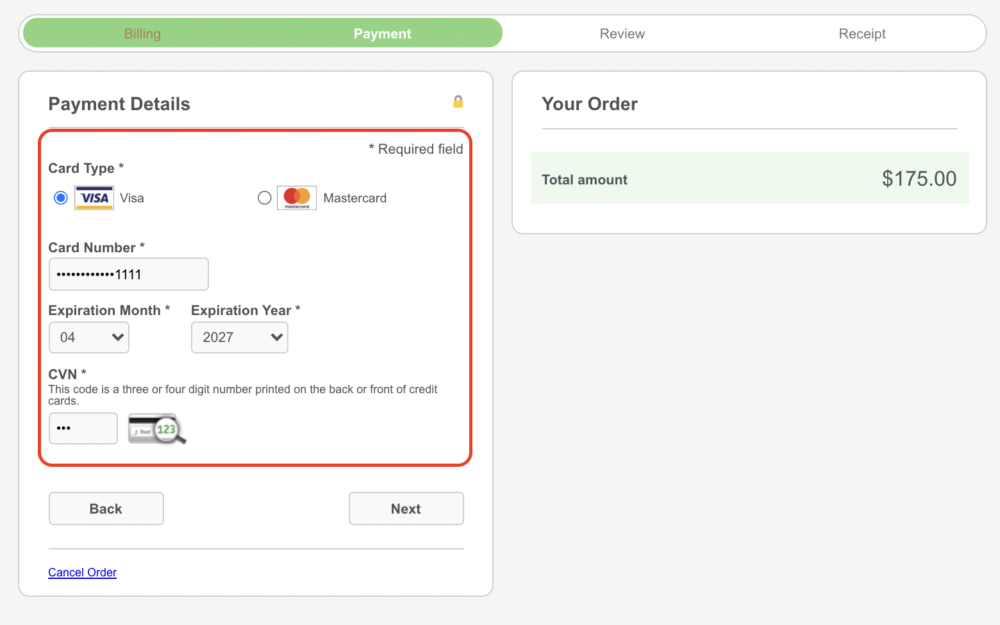 Billing
Payment
Review
Receipt
Payment Details
* Required field
Card Type *
VISA
Visa
mastercard
Mastercard
Card Number *
••••••••••••1111
Expiration Month *
Expiration Year *
04
2027
CVN *
This code is a three or four digit number printed on the back or front of credit
cards.
•••
123
Back
Next
Cancel Order
Your Order
Total amount
$175.00